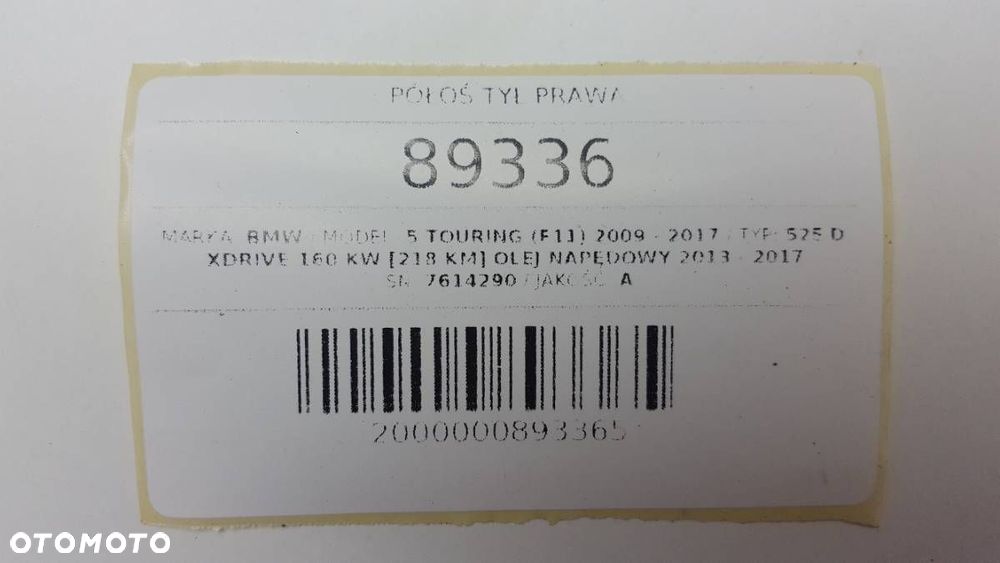 PÓŁOŚ TYŁ PRAWA
89336
MARKA: BMW / MODEL: 5 TOURING (F11) 2009 - 2017 / TYP: 525 D
XDRIVE 160 KW [218 KM] OLEJ NAPĘDOWY 2013 - 2017
SN: 7614290 / JAKOŚĆ: A
2000000893365
OTOMOTO